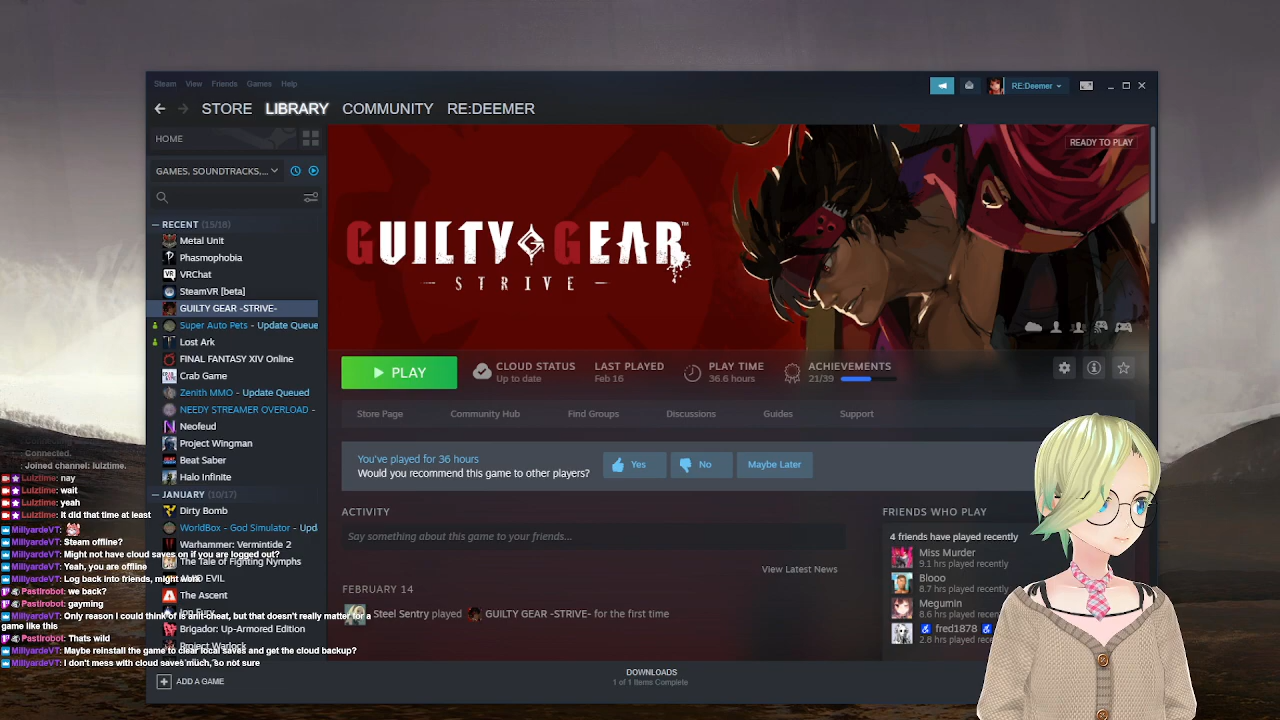 Steam View Friends Games Help
RE:Deemer
STORE LIBRARY COMMUNITY RE:DEEMER
HOME
READY TO PLAY
GAMES, SOUNDTRACKS,...
RECENT (15/18)
Metal Unit
Phasmophobia
VRChat
SteamVR [beta]
GUILTY GEAR -STRIVE-
Super Auto Pets - Update Queue
Lost Ark
FINAL FANTASY XIV Online
Crab Game
Zenith MMO - Update Queued
NEEDY STREAMER OVERLOAD -
Neofeud
Project Wingman
Beat Saber
Halo Infinite
JANUARY (10/17)
Dirty Bomb
WorldBox - God Simulator - Upd
Warhammer: Vermintide 2
The Tale of Fighting Nymphs
EVIL
The Ascent
Fury
Brigador: Up-Armored Edition
Project Warlock
ADD A GAME
GUILTY GEAR™
STRIVE
PLAY
CLOUD STATUS
Up to date
LAST PLAYED
Feb 16
PLAY TIME
36.6 hours
ACHIEVEMENTS
21/39
Store Page Community Hub Find Groups Discussions Guides Support
You've played for 36 hours
Would you recommend this game to other players?
Yes
No
Maybe Later
ACTIVITY
Say something about this game to your friends...
View Latest News
FEBRUARY 14
Steel Sentry played GUILTY GEAR -STRIVE- for the first time
FRIENDS WHO PLAY
4 friends have played recently
Miss Murder
9.1 hrs played recently
Blooo
8.7 hrs played recently
Megumin
8.6 hrs played recently
fred1878
2.8 hrs played recently
DOWNLOADS
1 of 1 Items Complete
Connected.
: Joined channel: lulztime.
Lulztime: nay
Lulztime: wait
Lulztime: yeah
Lulztime: It did that time at least
MillyardeVT:
MillyardeVT: Steam offline?
MillyardeVT: Might not have cloud saves on if you are logged out?
MillyardeVT: Yeah, you are offline
MillyardeVT: Log back into friends, might work
Past1robot: we back?
Past1robot: gayming
MillyardeVT: Only reason I could think of is anti-cheat, but that doesn't really matter for a
game like this
Past1robot: Thats wild
MillyardeVT: Maybe reinstall the game to clear local saves and get the cloud backup?
MillyardeVT: I don't mess with cloud saves much, so not sure